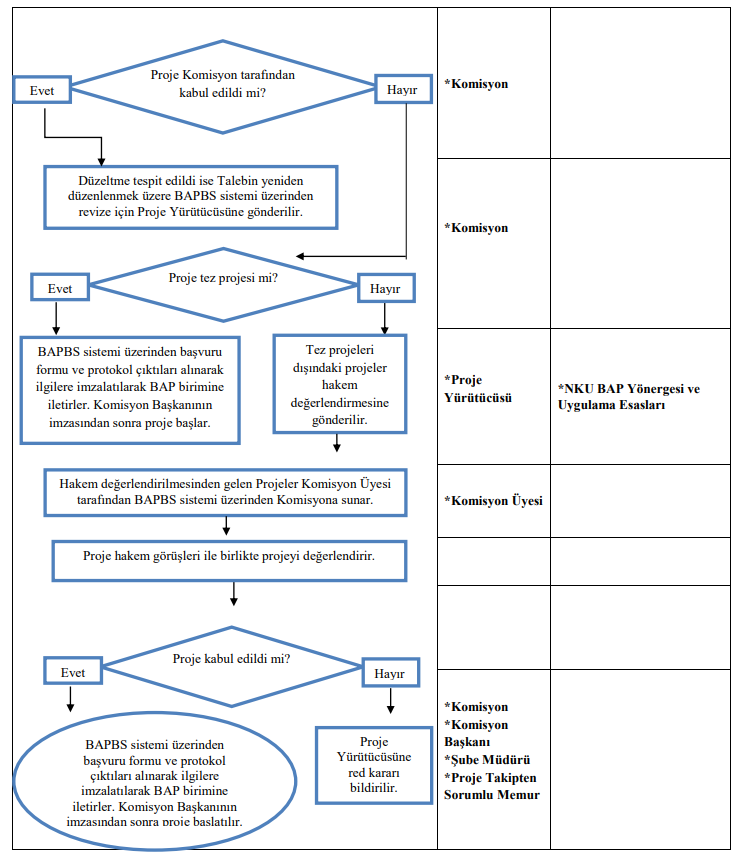 Proje Komisyon tarafından
kabul edildi mi?
Evet
Hayır
*Komisyon
Düzeltme tespit edildi ise Talebin yeniden
düzenlenmek üzere BAPBS sistemi üzerinden
revize için Proje Yürütücüsüne gönderilir.
*Komisyon
Proje tez projesi mi?
Evet
Hayır
BAPBS sistemi üzerinden başvuru
formu ve protokol çıktıları alınarak
ilgilere imzalatılarak BAP birimine
iletirler. Komisyon Başkanının
imzasından sonra proje başlar.
Tez projeleri
dışındaki projeler
hakem
değerlendirmesine
gönderilir.
*Proje
Yürütücüsü
*NKU BAP Yönergesi ve
Uygulama Esasları
Hakem değerlendirilmesinden gelen Projeler Komisyon Üyesi
tarafından BAPBS sistemi üzerinden Komisyona sunar.
*Komisyon Üyesi
Proje hakem görüşleri ile birlikte projeyi değerlendirir.
Proje kabul edildi mi?
Evet
Hayır
BAPBS sistemi üzerinden
başvuru formu ve protokol
çıktıları alınarak ilgilere
imzalatılarak BAP birimine
iletirler. Komisyon Başkanının
imzasından sonra proje başlatılır.
Proje
Yürütücüsüne
red kararı
bildirilir.
*Komisyon
*Komisyon
Başkanı
*Şube Müdürü
*Proje Takipten
Sorumlu Memur